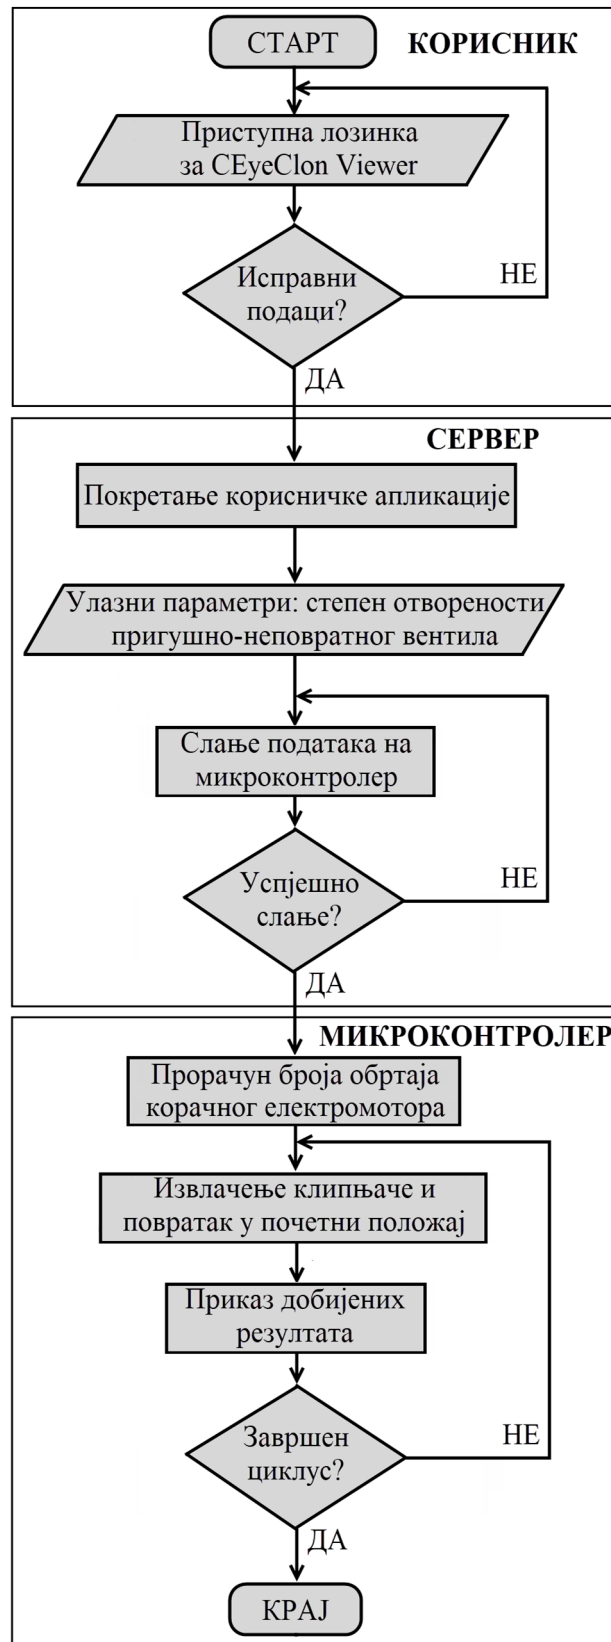 СТАРТ
КОРИСНИК
Приступна лозинка
за CEyeClon Viewer
Исправни
подаци?
НЕ
ДА
СЕРВЕР
Покретање корисничке апликације
Улазни параметри: степен отворености
пригушно-неповратног вентила
Слање података на
микроконтролер
Успјешно
слање?
НЕ
ДА
МИКРОКОНТРОЛЕР
Прорачун броја обртаја
корачног електромотора
Извлачење клипњаче и
повратак у почетни положај
Приказ добијених
резултата
Завршен
циклус?
НЕ
ДА
КРАЈ